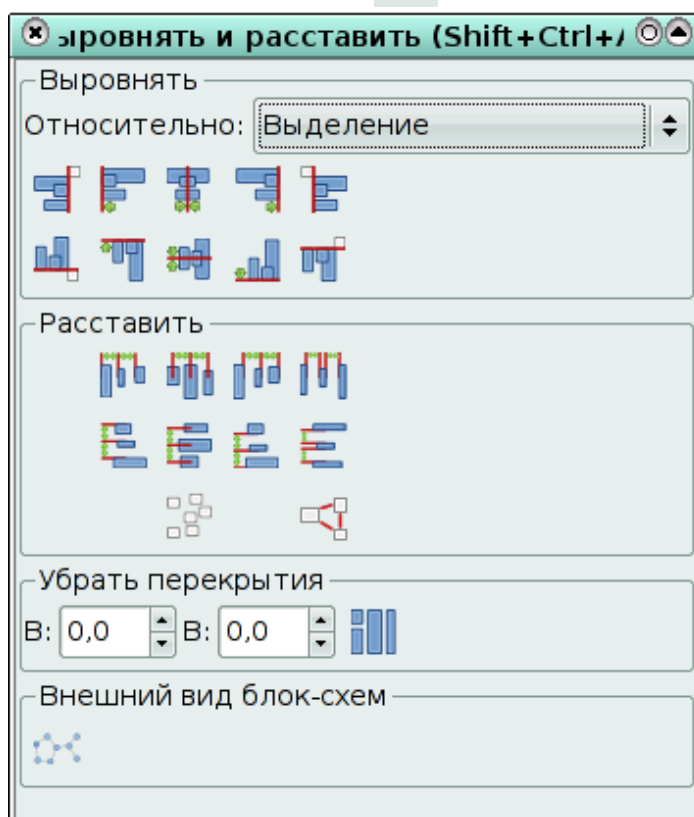 ыровнять и расставить (Shift+Ctrl+
Выровнять
Относительно: Выделение
Расставить
Убрать перекрытия
В: 0,0 В: 0,0
Внешний вид блок-схем